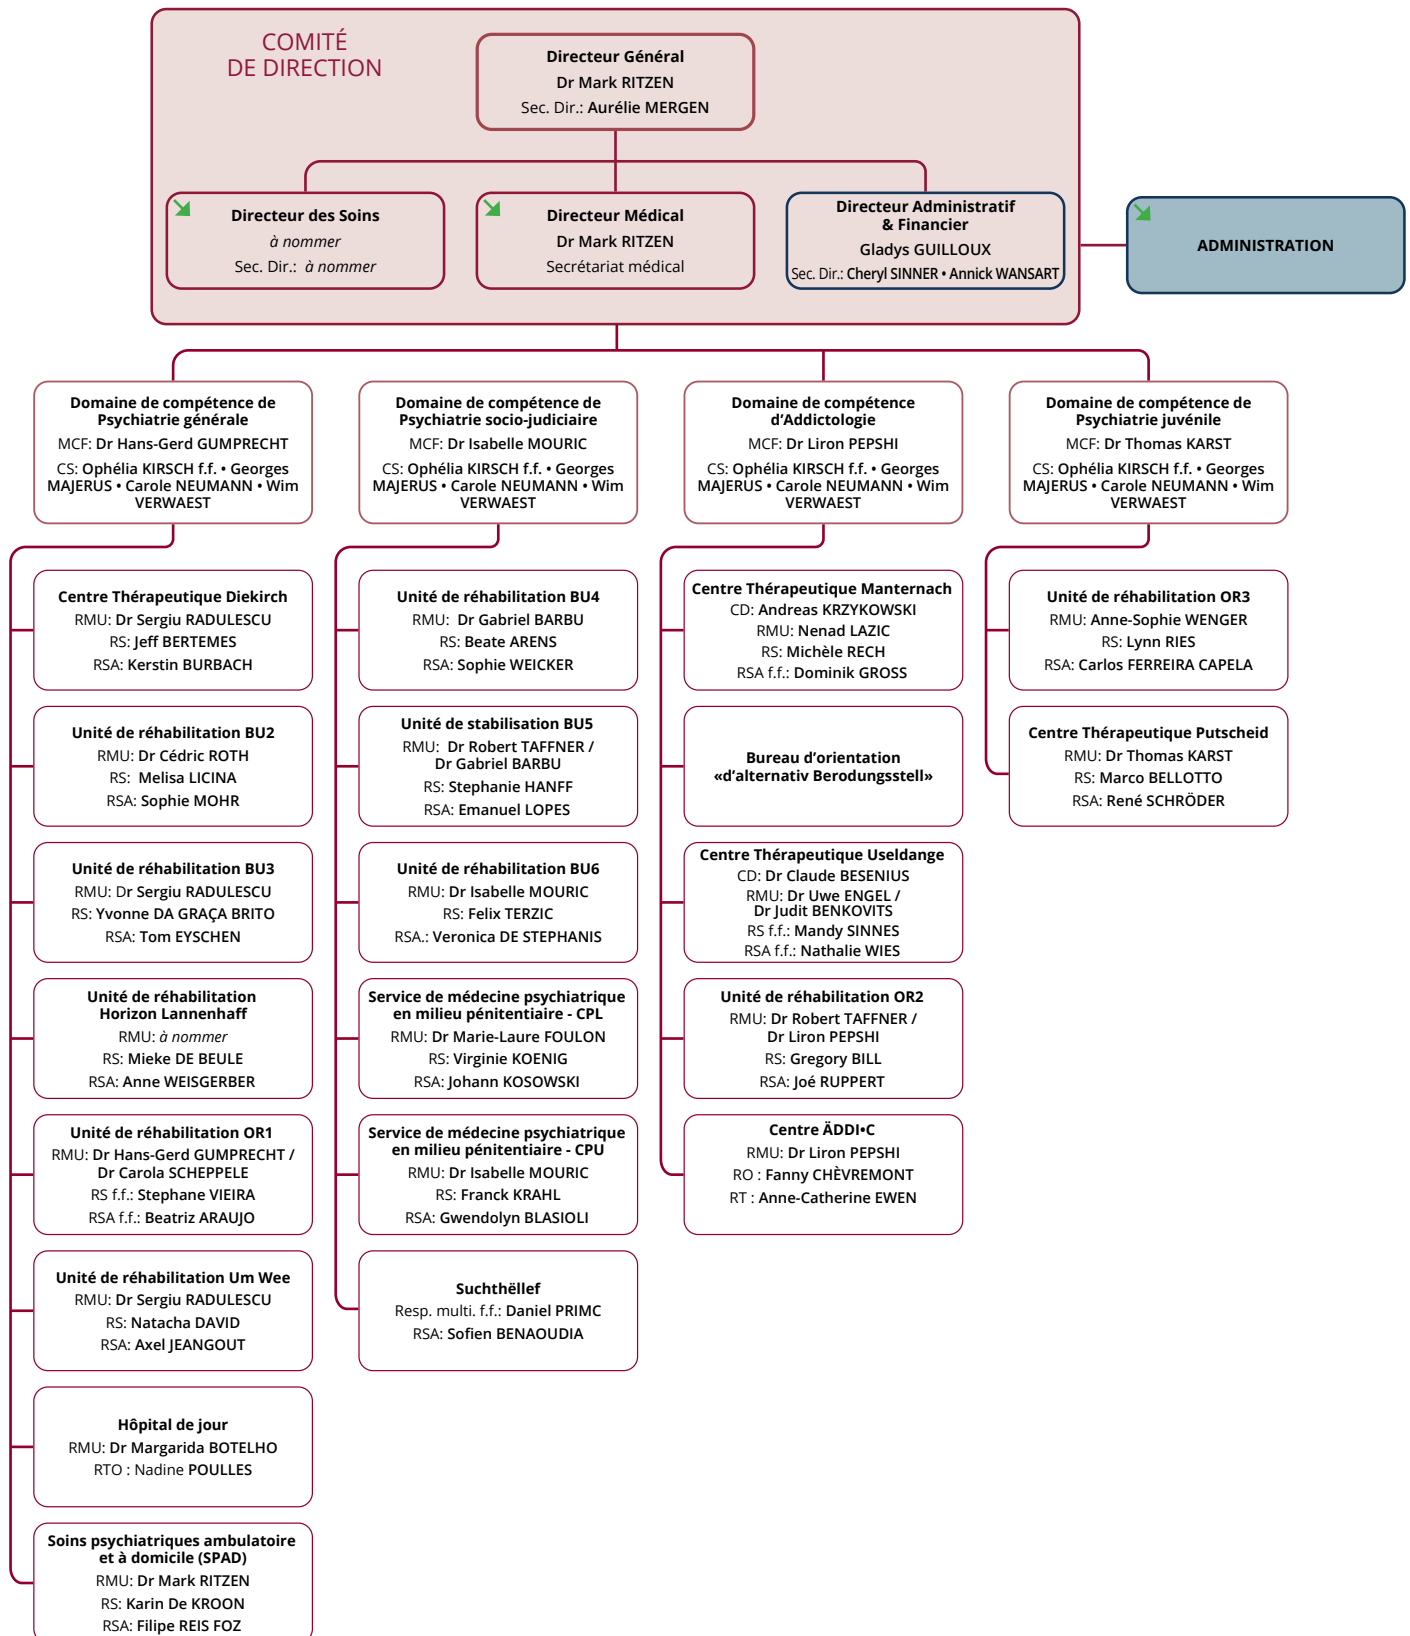 COMITÉ
DE DIRECTION
Directeur Général
Dr Mark RITZEN
Sec. Dir.: Aurélie MERGEN
Directeur des Soins
à nommer
Sec. Dir.: à nommer
Directeur Médical
Dr Mark RITZEN
Secrétariat médical
Directeur Administratif
& Financier
Gladys GUILLOUX
Sec. Dir.: Cheryl SINNER • Annick WANSART
ADMINISTRATION
Domaine de compétence de
Psychiatrie générale
MCF: Dr Hans-Gerd GUMPRECHT
CS: Ophélia KIRSCH f.f. • Georges
MAJERUS • Carole NEUMANN • Wim
VERWAEST
Domaine de compétence de
Psychiatrie socio-judiciaire
MCF: Dr Isabelle MOURIC
CS: Ophélia KIRSCH f.f. • Georges
MAJERUS • Carole NEUMANN • Wim
VERWAEST
Domaine de compétence
d’Addictologie
MCF: Dr Liron PEPSHI
CS: Ophélia KIRSCH f.f. • Georges
MAJERUS • Carole NEUMANN • Wim
VERWAEST
Domaine de compétence de
Psychiatrie juvénile
MCF: Dr Thomas KARST
CS: Ophélia KIRSCH f.f. • Georges
MAJERUS • Carole NEUMANN • Wim
VERWAEST
Centre Thérapeutique Diekirch
RMU: Dr Sergiu RADULESCU
RS: Jeff BERTEMES
RSA: Kerstin BURBACH
Unité de réhabilitation BU2
RMU: Dr Cédric ROTH
RS: Melisa LICINA
RSA: Sophie MOHR
Unité de réhabilitation BU3
RMU: Dr Sergiu RADULESCU
RS: Yvonne DA GRAÇA BRITO
RSA: Tom EYSCHEN
Unité de réhabilitation
Horizon Lannenhaff
RMU: à nommer
RS: Mieke DE BEULE
RSA: Anne WEISGERBER
Unité de réhabilitation OR1
RMU: Dr Hans-Gerd GUMPRECHT /
Dr Carola SCHEPPELE
RS f.f.: Stephane VIEIRA
RSA f.f.: Beatriz ARAUJO
Unité de réhabilitation Um Wee
RMU: Dr Sergiu RADULESCU
RS: Natacha DAVID
RSA: Axel JEANGOUT
Hôpital de jour
RMU: Dr Margarida BOTELHO
RTO : Nadine POULLES
Soins psychiatriques ambulatoire
et à domicile (SPAD)
RMU: Dr Mark RITZEN
RS: Karin De KROON
RSA: Filipe REIS FOZ
Unité de réhabilitation BU4
RMU: Dr Gabriel BARBU
RS: Beate ARENS
RSA: Sophie WEICKER
Unité de stabilisation BU5
RMU: Dr Robert TAFFNER /
Dr Gabriel BARBU
RS: Stephanie HANFF
RSA: Emanuel LOPES
Unité de réhabilitation BU6
RMU: Dr Isabelle MOURIC
RS: Felix TERZIC
RSA.: Veronica DE STEPHANIS
Service de médecine psychiatrique
en milieu pénitentiaire - CPL
RMU: Dr Marie-Laure FOULON
RS: Virginie KOENIG
RSA: Johann KOSOWSKI
Service de médecine psychiatrique
en milieu pénitentiaire - CPU
RMU: Dr Isabelle MOURIC
RS: Franck KRAHL
RSA: Gwendolyn BLASIOLI
Suchthëllef
Resp. multi. f.f.: Daniel PRIMC
RSA: Sofien BENAOUDIA
Centre Thérapeutique Manternach
CD: Andreas KRZYKOWSKI
RMU: Nenad LAZIC
RS: Michèle RECH
RSA f.f.: Dominik GROSS
Bureau d’orientation
«d’alternativ Berodungsstell»
Centre Thérapeutique Useldange
CD: Dr Claude BESENIUS
RMU: Dr Uwe ENGEL /
Dr Judit BENKOVITS
RS f.f.: Mandy SINNES
RSA f.f.: Nathalie WIES
Unité de réhabilitation OR2
RMU: Dr Robert TAFFNER /
Dr Liron PEPSHI
RS: Gregory BILL
RSA: Joé RUPPERT
Centre ÄDDI•C
RMU: Dr Liron PEPSHI
RO : Fanny CHÈVREMONT
RT : Anne-Catherine EWEN
Unité de réhabilitation OR3
RMU: Anne-Sophie WENGER
RS: Lynn RIES
RSA: Carlos FERREIRA CAPELA
Centre Thérapeutique Putscheid
RMU: Dr Thomas KARST
RS: Marco BELLOTTO
RSA: René SCHRÖDER